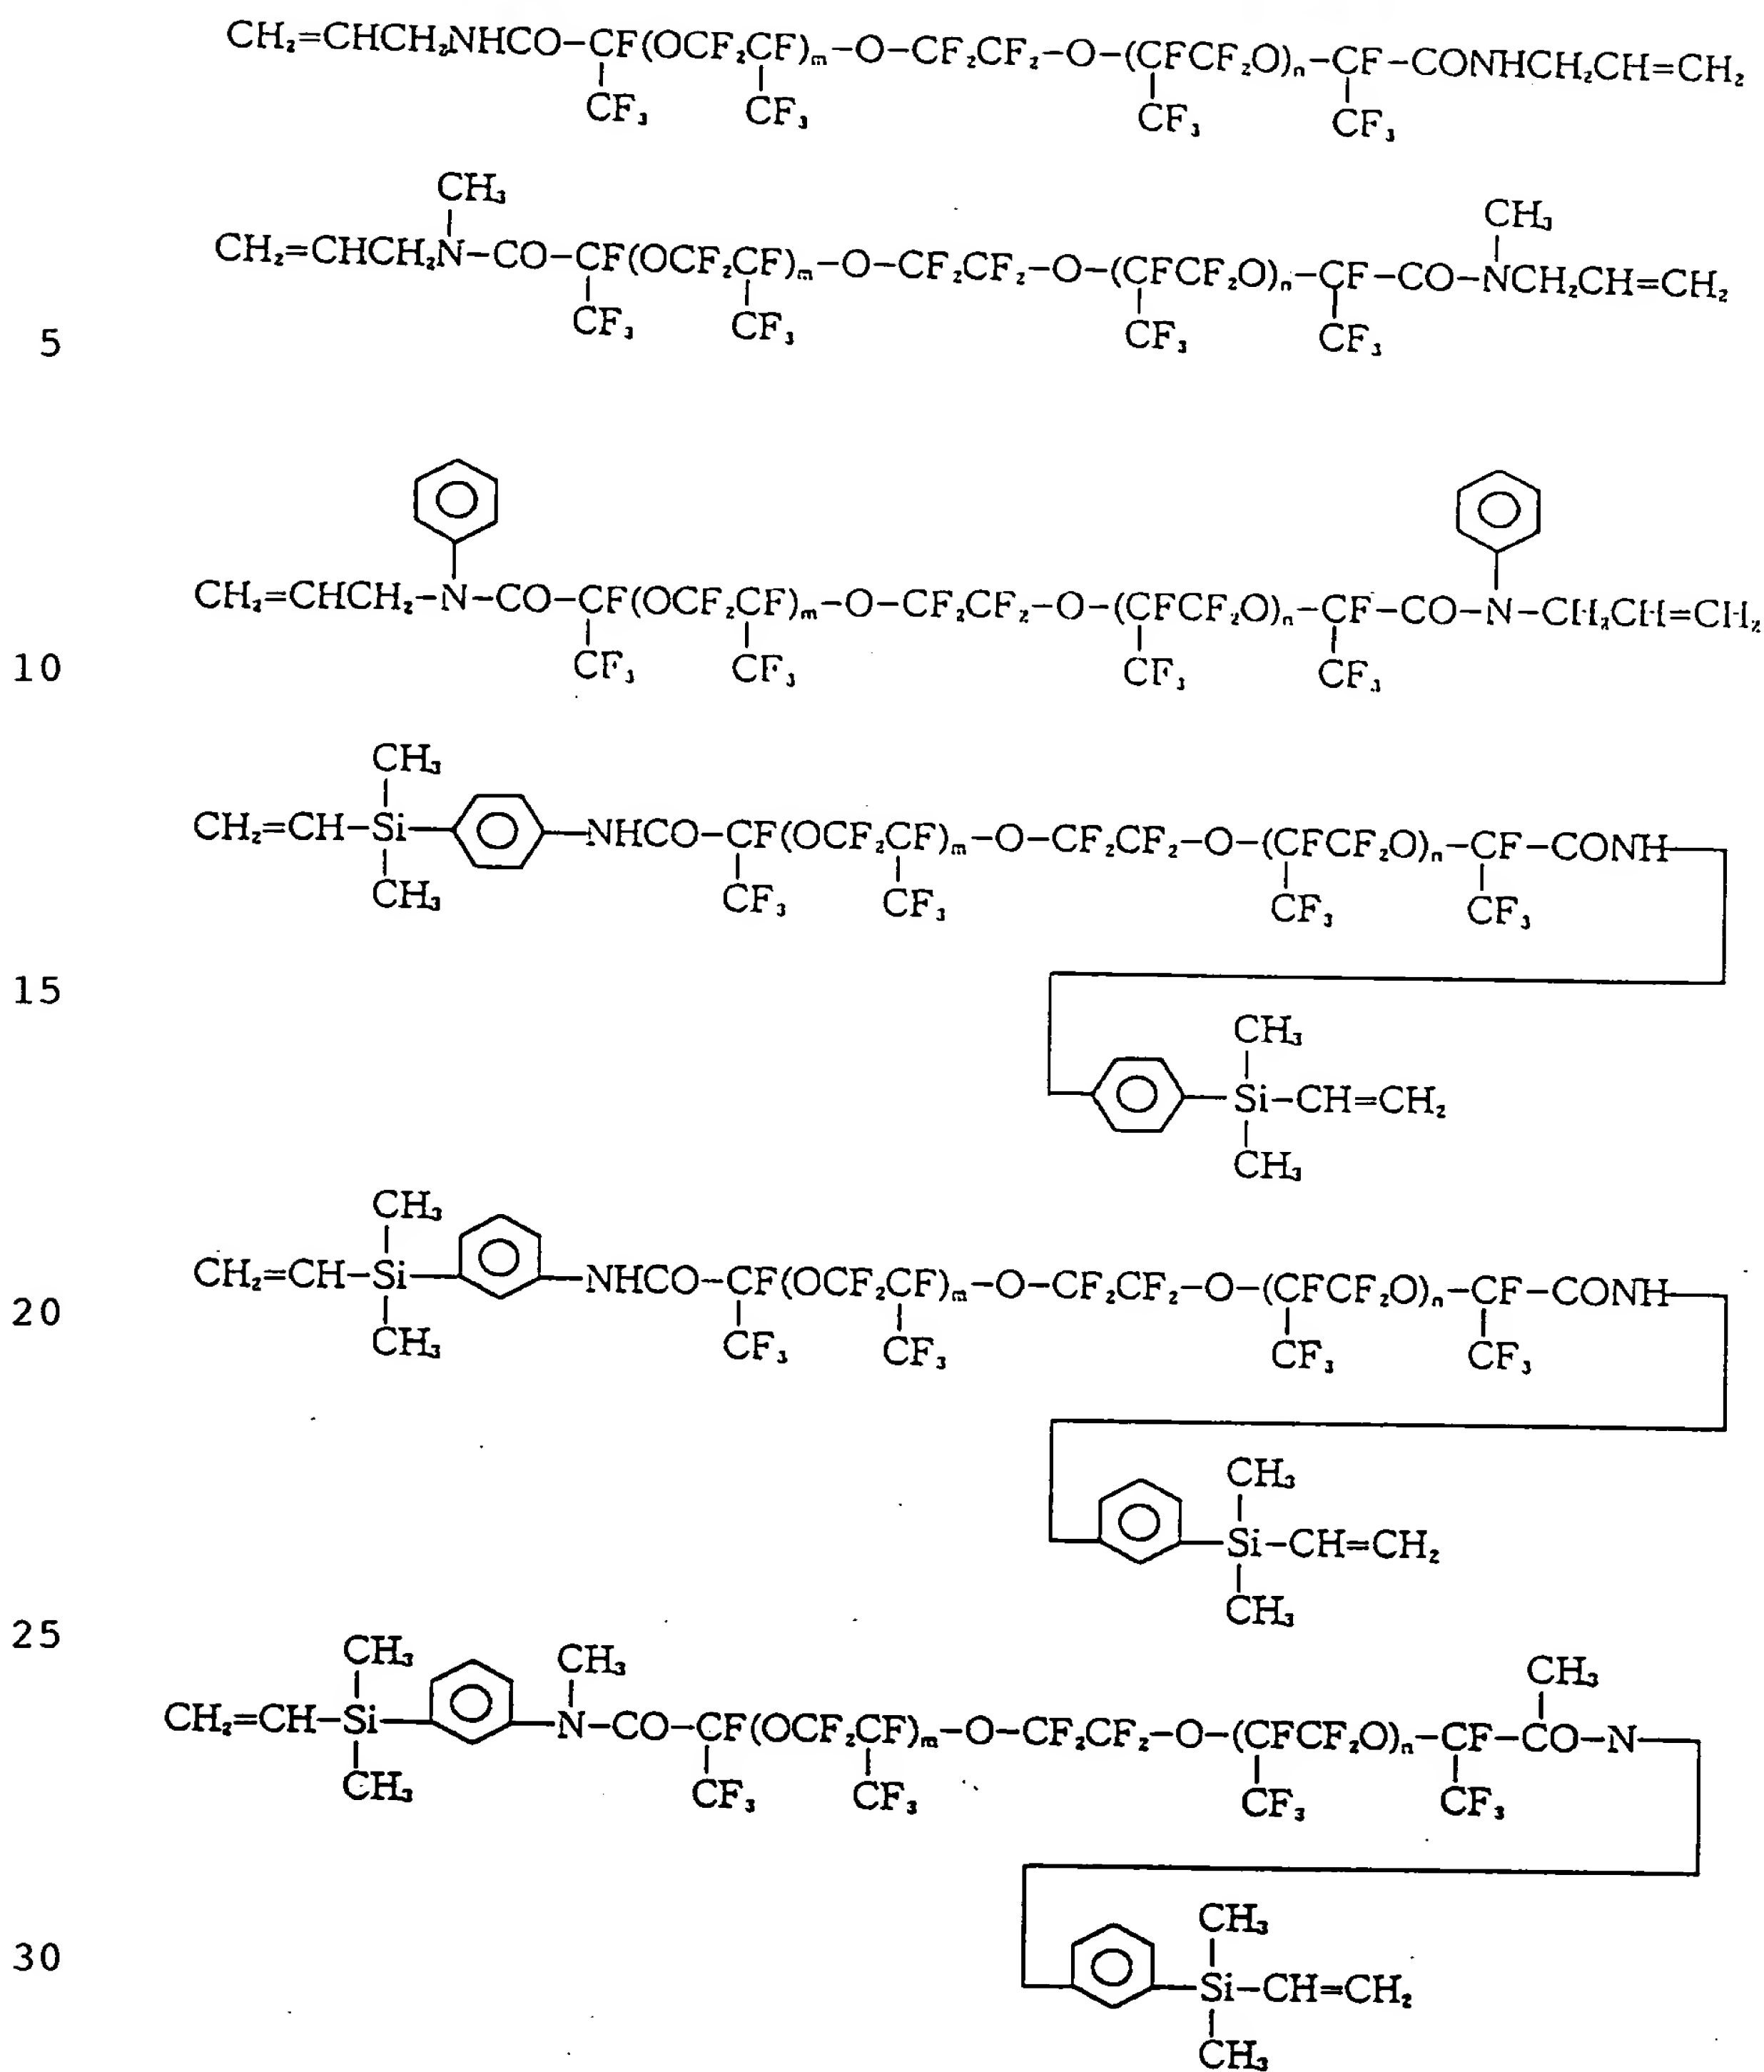 CH₂=CHCH₂NHCO–CF(OCF₂CF)ₘ–O–CF₂CF₂–O–(CFCF₂O)ₙ–CF–CONHCH₂CH=CH₂
CF₃ CF₃ CF₃ CF₃
CH₃ CH₃
CH₂=CHCH₂N–CO–CF(OCF₂CF)ₘ–O–CF₂CF₂–O–(CFCF₂O)ₙ–CF–CO–NCH₂CH=CH₂
CF₃ CF₃ CF₃ CF₃
5
CH₂=CHCH₂–N–CO–CF(OCF₂CF)ₘ–O–CF₂CF₂–O–(CFCF₂O)ₙ–CF–CO–N–CH₂CH=CH₂
CF₃ CF₃ CF₃ CF₃
10
CH₃
CH₂=CH–Si– –NHCO–CF(OCF₂CF)ₘ–O–CF₂CF₂–O–(CFCF₂O)ₙ–CF–CONH–
CH₃ CF₃ CF₃ CF₃ CF₃
15
CH₃
–Si–CH=CH₂
CH₃
CH₃
CH₂=CH–Si– –NHCO–CF(OCF₂CF)ₘ–O–CF₂CF₂–O–(CFCF₂O)ₙ–CF–CONH–
20
CH₃ CF₃ CF₃ CF₃ CF₃
CH₃
–Si–CH=CH₂
CH₃
25
CH₃ CH₃ CH₃
CH₂=CH–Si– –N–CO–CF(OCF₂CF)ₘ–O–CF₂CF₂–O–(CFCF₂O)ₙ–CF–CO–N–
CH₃ CF₃ CF₃ CF₃ CF₃
CH₃
30
–Si–CH=CH₂
CH₃